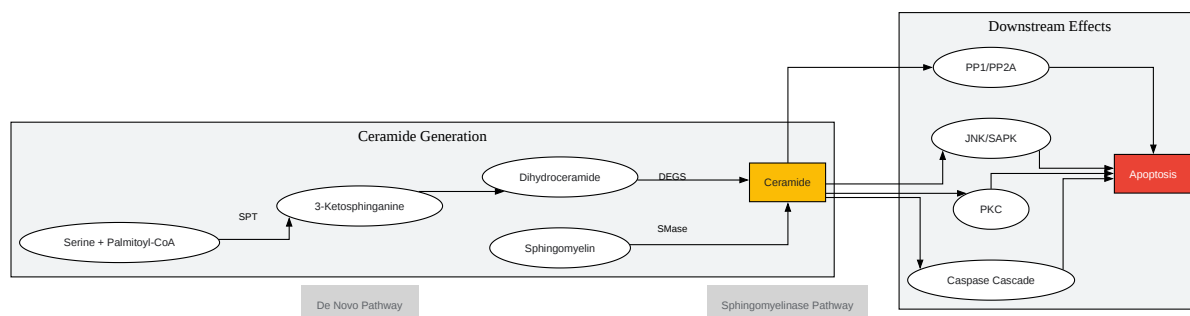 Downstream Effects
PP1/PP2A
Ceramide Generation
JNK/SAPK
Dihydroceramide
DEGS
Ceramide
Apoptosis
3-Ketosphinganine
PKC
SPT
SMase
Serine + Palmitoyl-CoA
Sphingomyelin
Caspase Cascade
De Novo Pathway
Sphingomyelinase Pathway